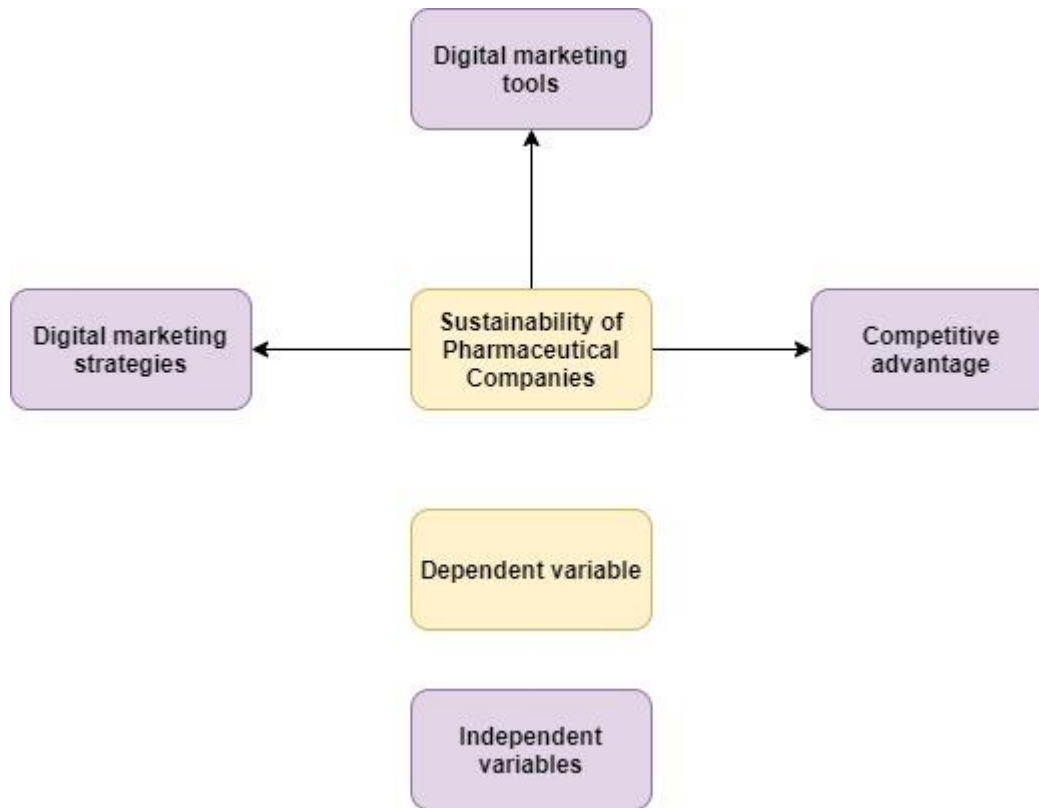 Digital marketing
tools
Digital marketing
strategies
Sustainability of
Pharmaceutical
Companies
Competitive
advantage
Dependent variable
Independent
variables